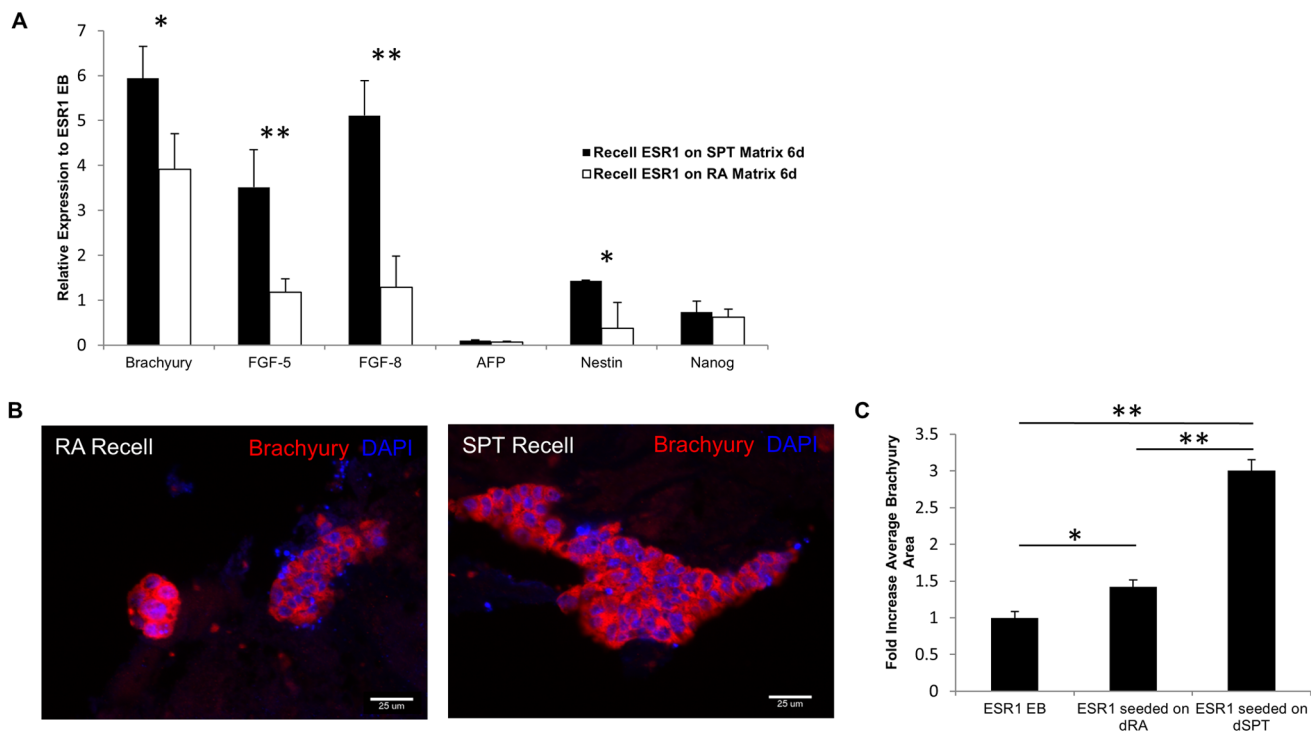 A
Relative Expression to ESR1 EB
7
6
5
4
3
2
1
0
*
**
**
*
Recell ESR1 on SPT Matrix 6d
Recell ESR1 on RA Matrix 6d
Brachyury FGF-5 FGF-8 AFP Nestin Nanog
B
RA Recell Brachyury DAPI
25 um
SPT Recell Brachyury DAPI
25 um
C
Fold Increase Average Brachyury
Area
3.5
3
2.5
2
1.5
1
0.5
0
**
**
*
ESR1 EB ESR1 seeded on ESR1 seeded on
dRA dSPT